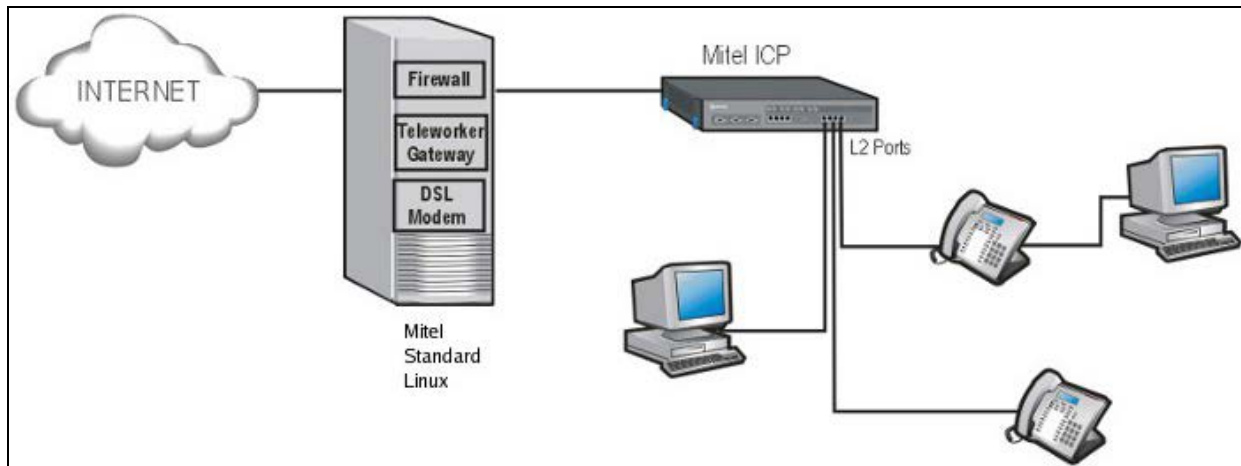 INTERNET
Firewall
Teleworker
Gateway
DSL
Modem
Mitel
Standard
Linux
Mitel ICP
L2 Ports